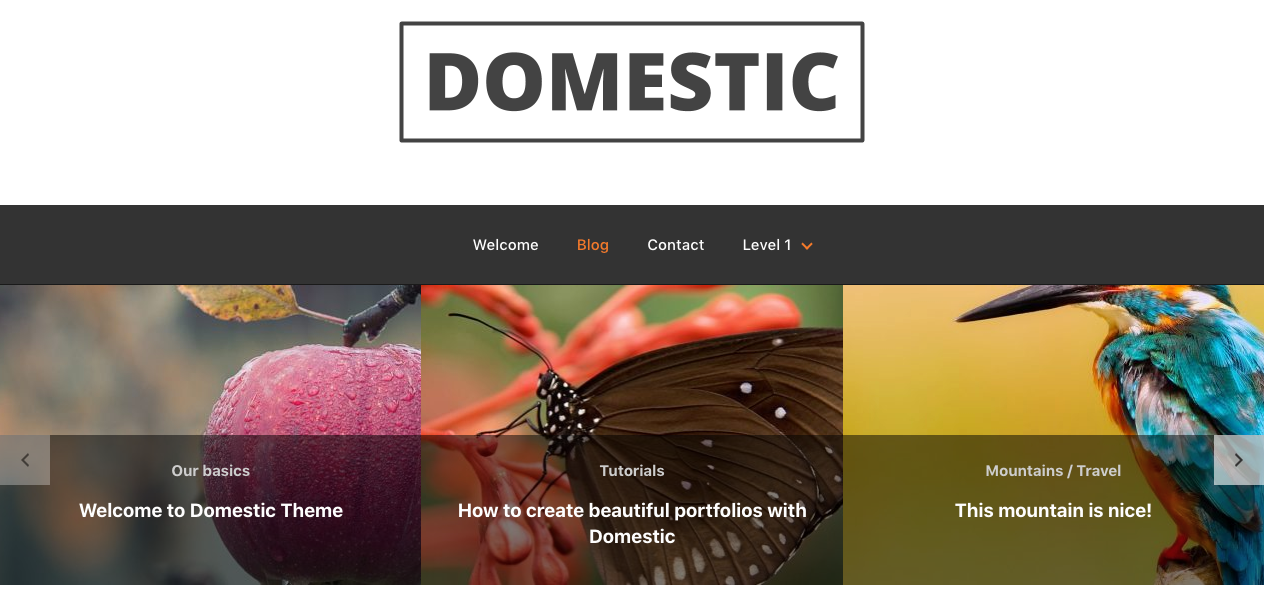 DOMESTIC
Welcome Blog Contact Level 1
Our basics
Welcome to Domestic Theme
Tutorials
How to create beautiful portfolios with
Domestic
Mountains / Travel
This mountain is nice!